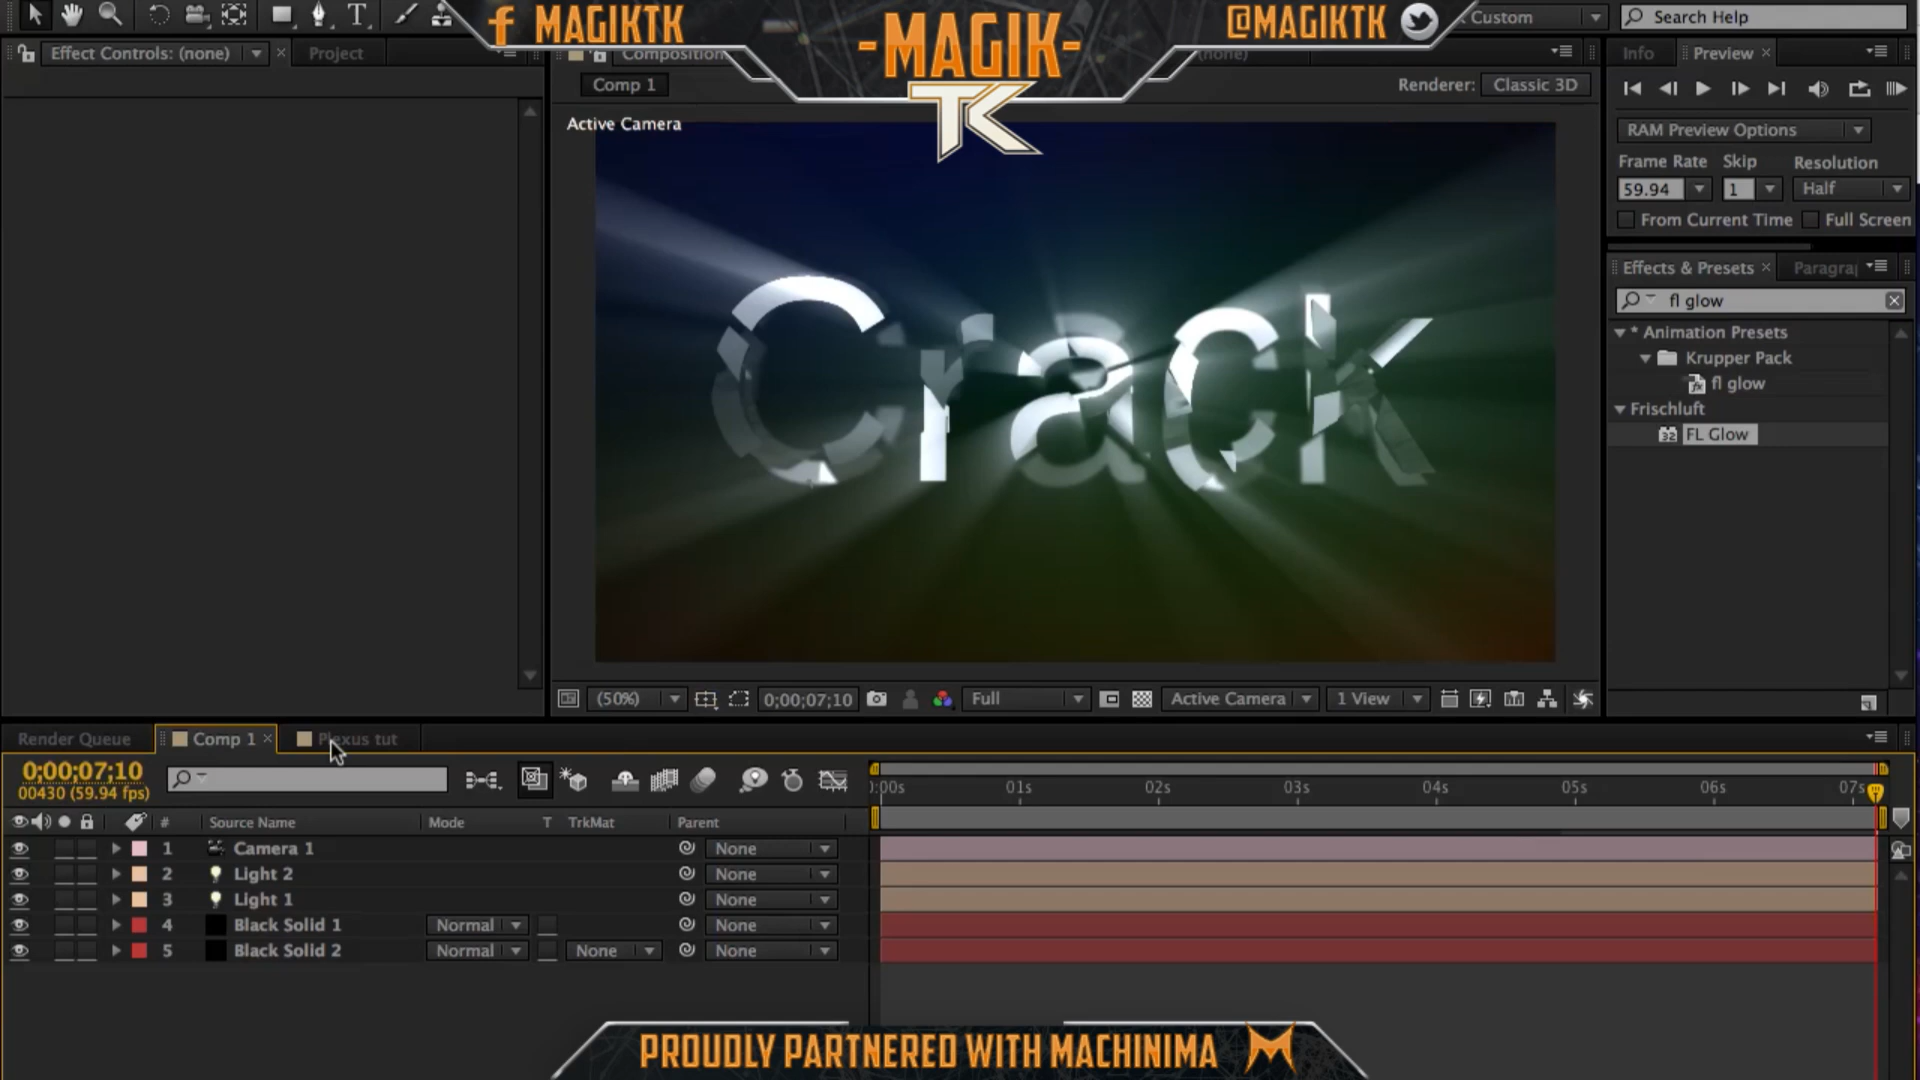 MAGIKTK
-MAGIK-
TK
@MAGIKTK
Custom
Search Help
Effect Controls: (none)
Project
Composition
(none)
Info
Preview
Comp 1
Renderer:
Classic 3D
Active Camera
RAM Preview Options
Frame Rate
Skip
Resolution
59.94
1
Half
From Current Time
Full Screen
Effects & Presets
Paragraj
fl glow
* Animation Presets
Krupper Pack
fl glow
Frischluft
32
FL Glow
Crack
(50%)
0;00;07;10
Full
Active Camera
1 View
Render Queue
Comp 1
Plexus tut
0;00;07;10
00430 (59.94 fps)
):00s
01s
02s
03s
04s
05s
06s
07s
#
Source Name
Mode
T
TrkMat
Parent
1
Camera 1
None
2
Light 2
None
3
Light 1
None
4
Black Solid 1
Normal
None
5
Black Solid 2
Normal
None
None
PROUDLY PARTNERED WITH MACHINIMA